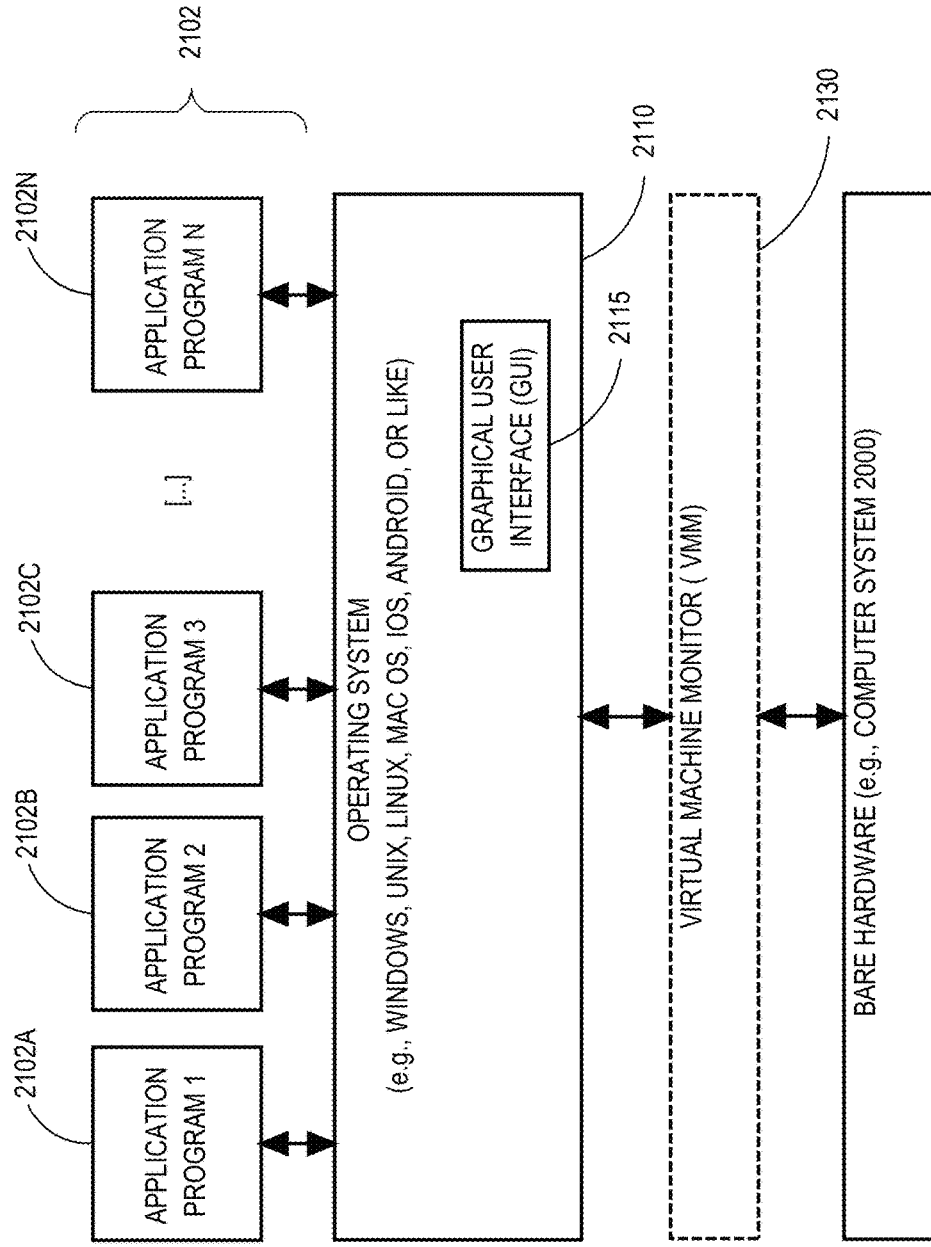 2102
2102A
2102B
2102C
2102N
APPLICATION
PROGRAM 1
APPLICATION
PROGRAM 2
APPLICATION
PROGRAM 3
[...]
APPLICATION
PROGRAM N
OPERATING SYSTEM
(e.g., WINDOWS, UNIX, LINUX, MAC OS, IOS, ANDROID, OR LIKE)
GRAPHICAL USER
INTERFACE (GUI)
2115
2110
VIRTUAL MACHINE MONITOR ( VMM)
2130
BARE HARDWARE (e.g., COMPUTER SYSTEM 2000)